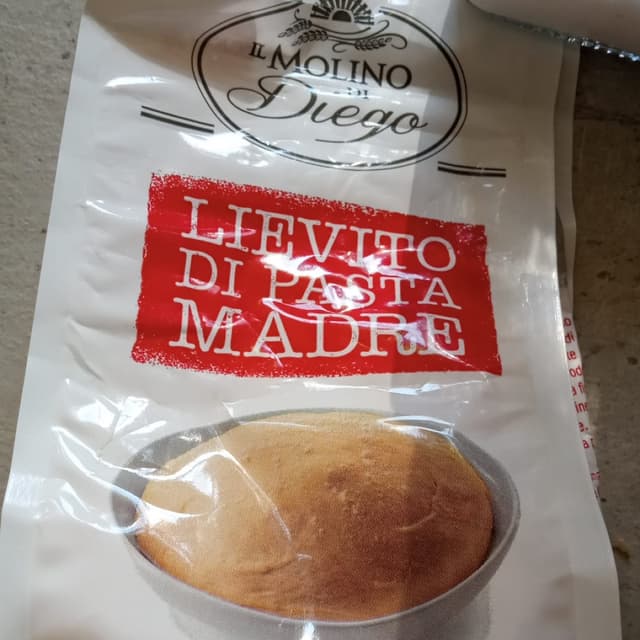 IL MOLINO
DI
Diego
LIEVITO
DI PASTA
MADRE